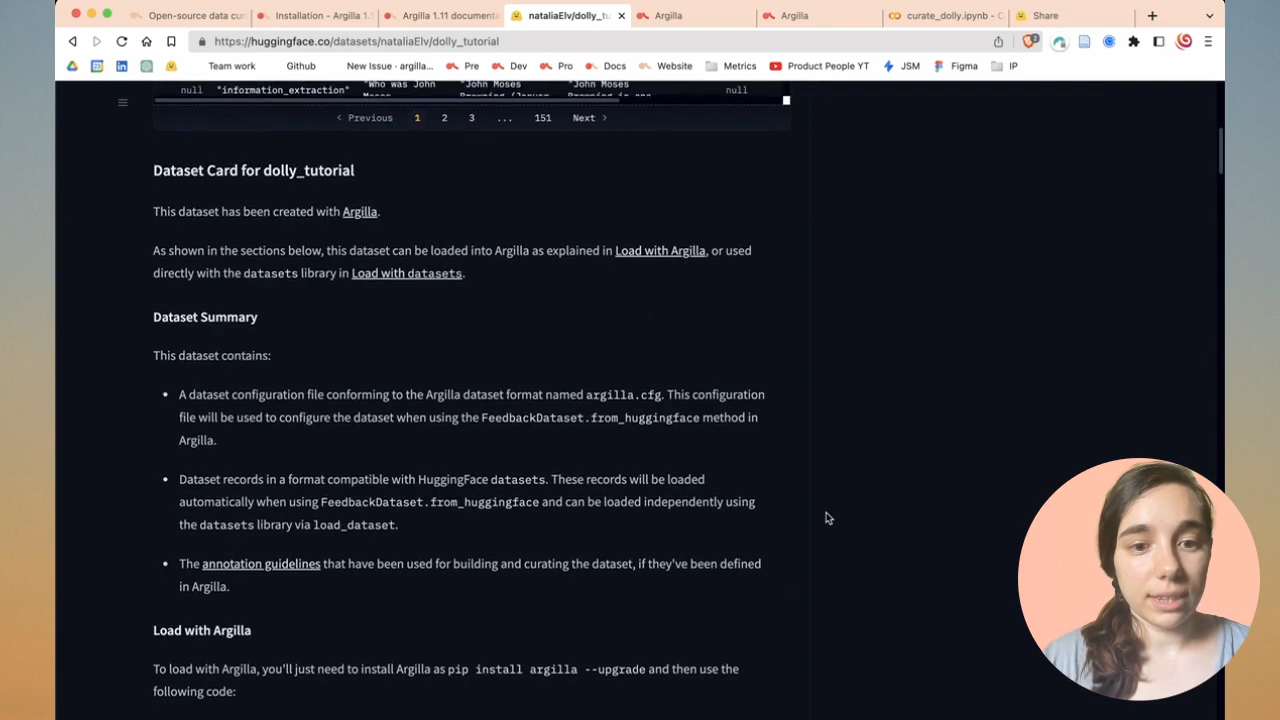 Open-source data cur
Installation - Argilla 1.1
Argilla 1.11 documenta
nataliaElv/dolly_tu
Argilla
Argilla
curate_dolly.ipynb - C
Share
https://huggingface.co/datasets/nataliaElv/dolly_tutorial
Team work
Github
New Issue · argilla...
Pre
Dev
Pro
Docs
Website
Metrics
Product People YT
JSM
Figma
IP
"Who was John
"John Moses
"John Moses
null
"information_extraction"
null
< Previous 1 2 3 ... 151 Next >
Dataset Card for dolly_tutorial
This dataset has been created with Argilla.
As shown in the sections below, this dataset can be loaded into Argilla as explained in Load with Argilla, or used
directly with the datasets library in Load with datasets.
Dataset Summary
This dataset contains:
• A dataset configuration file conforming to the Argilla dataset format named argilla.cfg. This configuration
file will be used to configure the dataset when using the FeedbackDataset.from_huggingface method in
Argilla.
• Dataset records in a format compatible with HuggingFace datasets. These records will be loaded
automatically when using FeedbackDataset.from_huggingface and can be loaded independently using
the datasets library via load_dataset.
• The annotation guidelines that have been used for building and curating the dataset, if they've been defined
in Argilla.
Load with Argilla
To load with Argilla, you'll just need to install Argilla as pip install argilla --upgrade and then use the
following code: